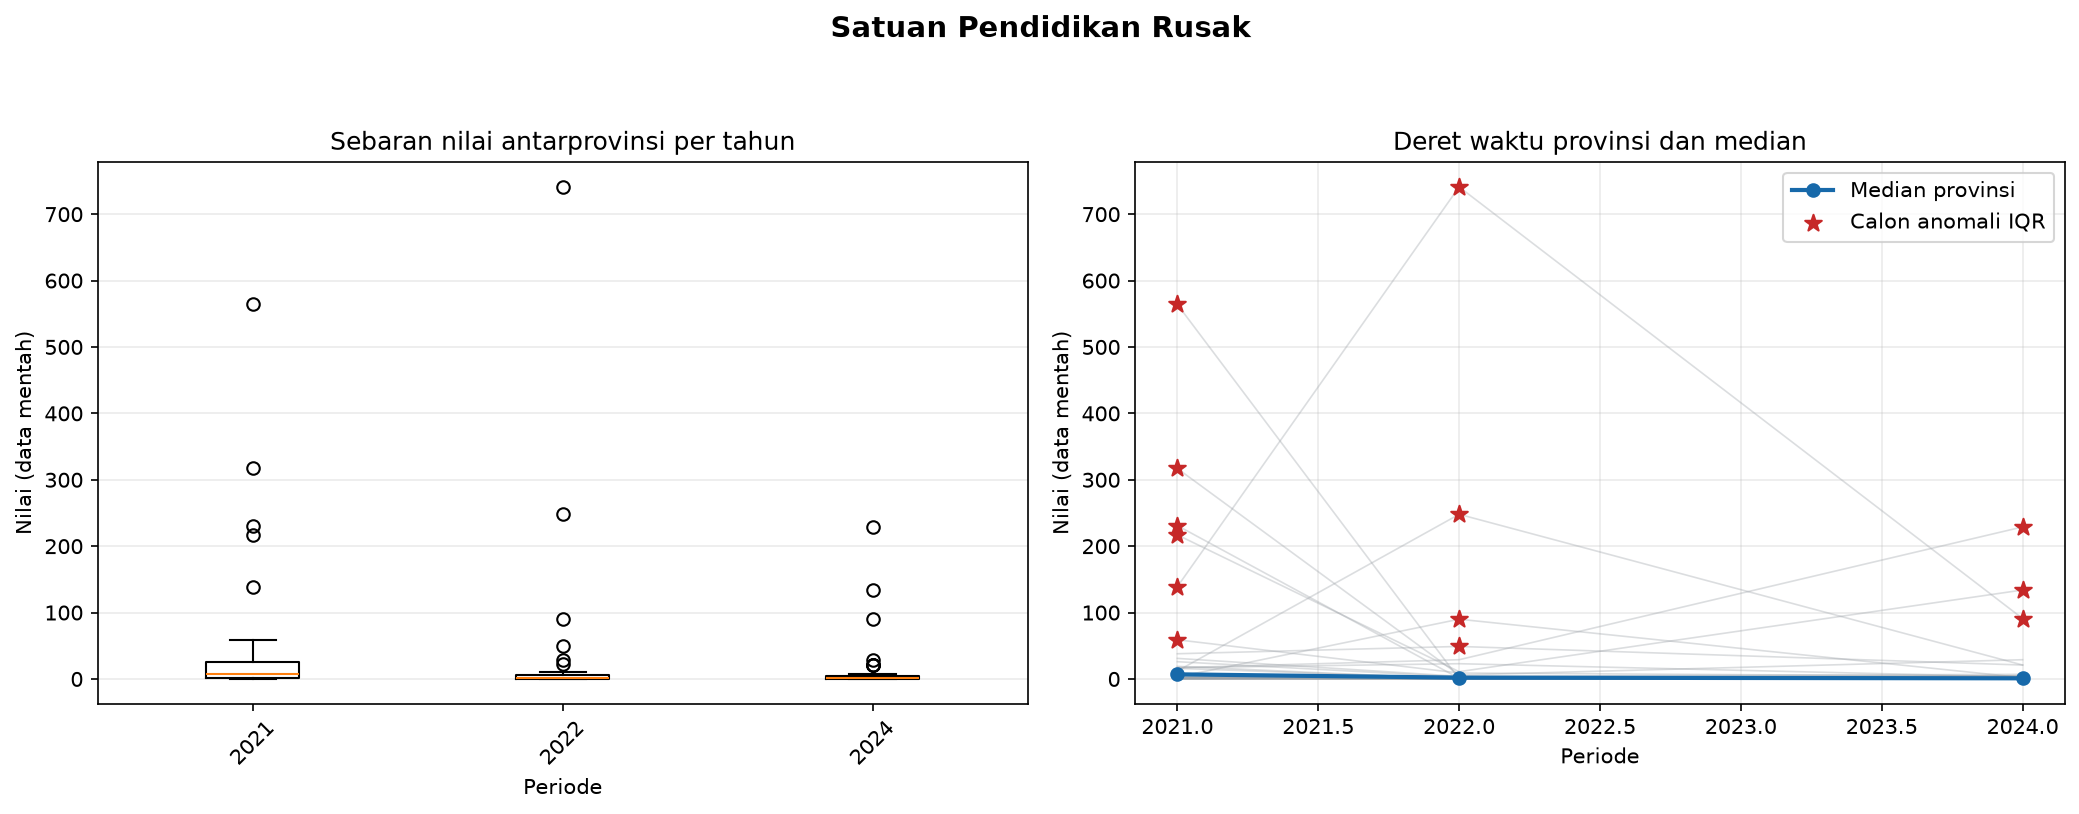 Satuan Pendidikan Rusak
Sebaran nilai antarprovinsi per tahun
Nilai (data mentah)
700
600
500
400
300
200
100
0
2021
2022
2024
Periode
Deret waktu provinsi dan median
Median provinsi
Calon anomali IQR
Nilai (data mentah)
700
600
500
400
300
200
100
0
2021.0
2021.5
2022.0
2022.5
2023.0
2023.5
2024.0
Periode